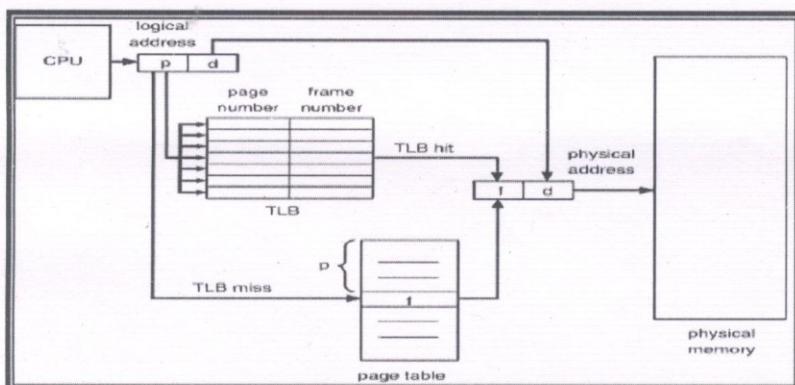 logical
address
CPU
p d
page
number
frame
number
TLB hit
physical
address
f d
TLB
p
TLB miss
f
physical
memory
page table